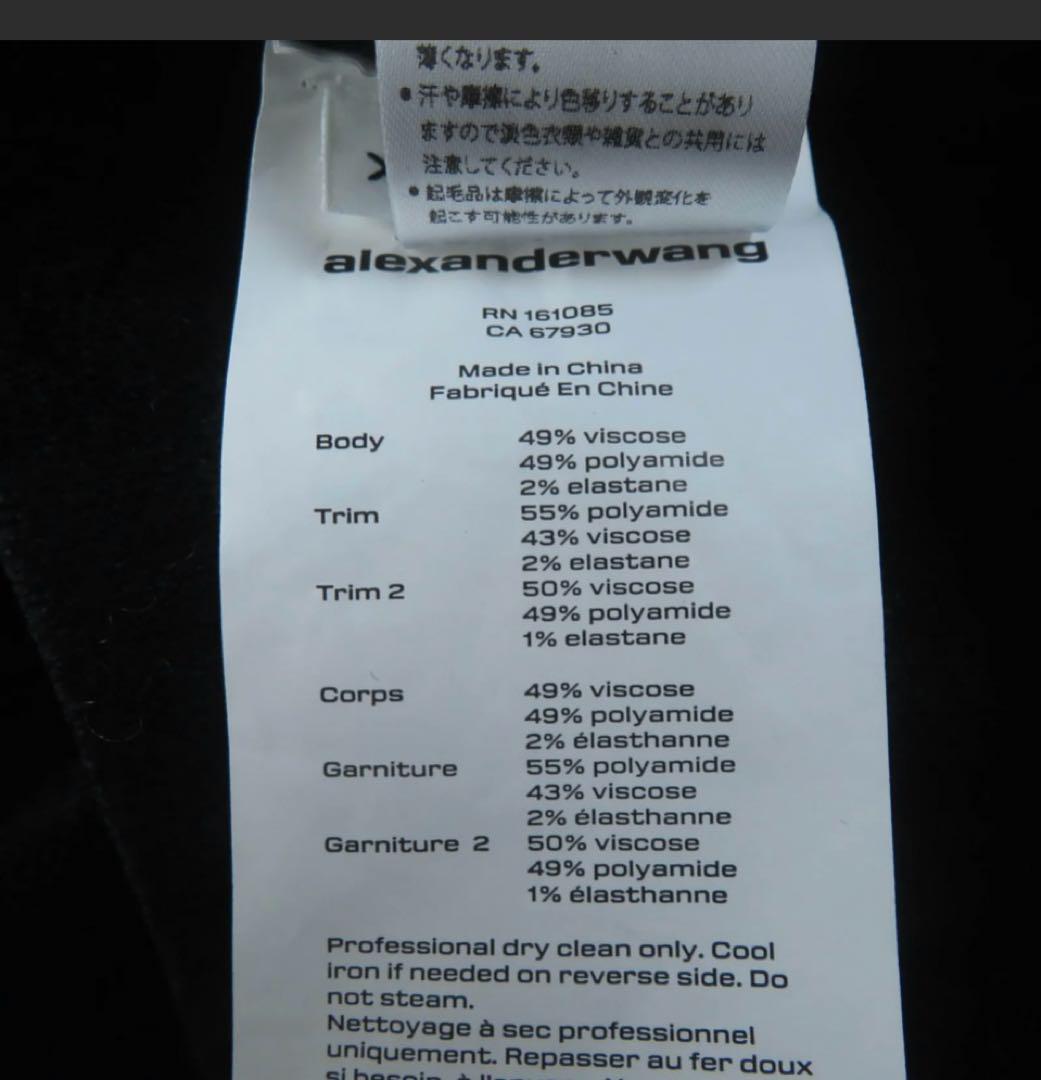 薄くなります。
• 汗や摩擦により色移りすることがあり
ますので淡色衣類や雑貨との共用には
注意してください。
• 起毛品は摩擦によって外観変化を
起こす可能性があります。
alexanderwang
RN 161085
CA 67930
Made in China
Fabriqué En Chine
Body 49% viscose
49% polyamide
2% elastane
Trim 55% polyamide
43% viscose
2% elastane
Trim 2 50% viscose
49% polyamide
1% elastane
Corps 49% viscose
49% polyamide
2% élasthanne
Garniture 55% polyamide
43% viscose
2% élasthanne
Garniture 2 50% viscose
49% polyamide
1% élasthanne
Professional dry clean only. Cool
iron if needed on reverse side. Do
not steam.
Nettoyage à sec professionnel
uniquement. Repasser au fer doux
si besoin, à